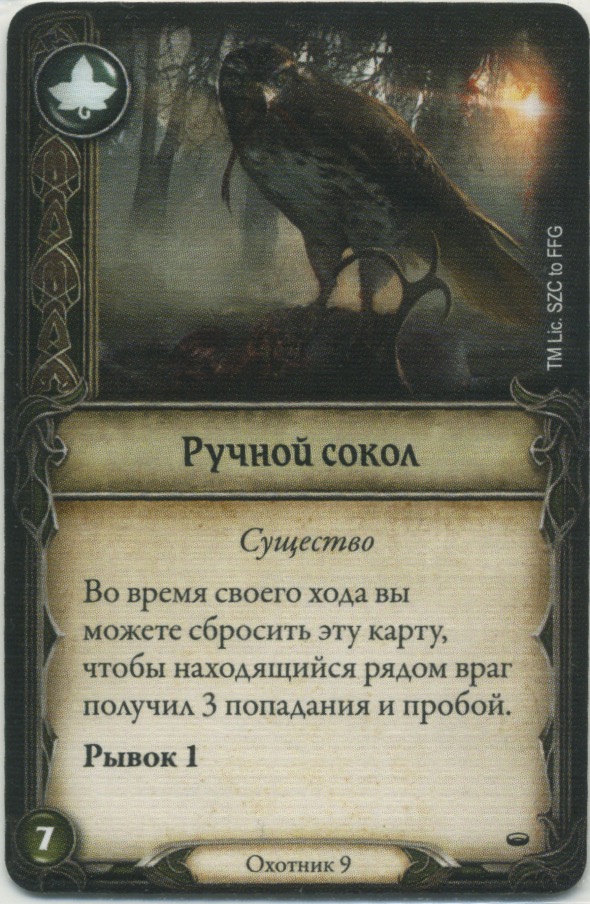 TM Lic. SZC to FFG
Ручной сокол
Существо
Во время своего хода вы
можете сбросить эту карту,
чтобы находящийся рядом враг
получил 3 попадания и пробой.
Рывок 1
7
Охотник 9